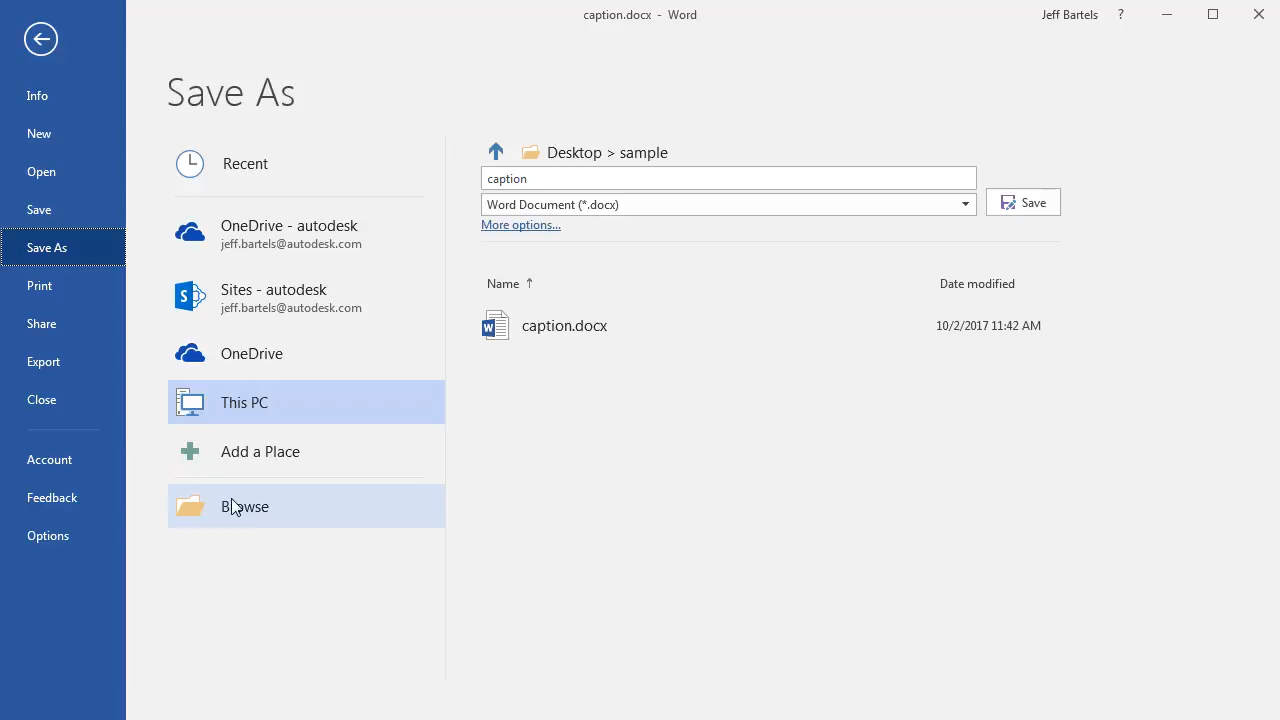 caption.docx - Word
Jeff Bartels ?
Info
New
Open
Save
Save As
Print
Share
Export
Close
Account
Feedback
Options
Save As
Recent
OneDrive - autodesk
jeff.bartels@autodesk.com
Sites - autodesk
jeff.bartels@autodesk.com
OneDrive
This PC
Add a Place
Browse
Desktop > sample
caption
Word Document (*.docx)
Save
More options...
Name ↑ Date modified
caption.docx 10/2/2017 11:42 AM